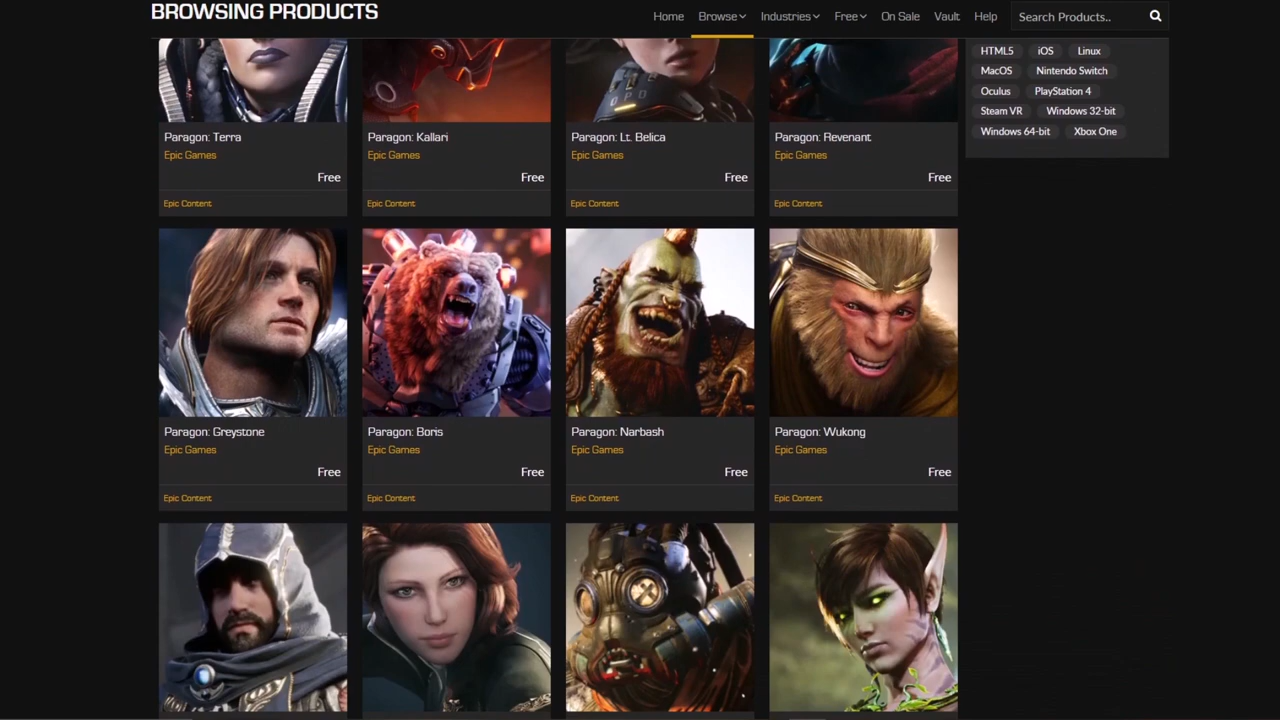 BROWSING PRODUCTS
Home Browse Industries Free On Sale Vault Help Search Products..
HTML5 iOS Linux
MacOS Nintendo Switch
Oculus PlayStation 4
Steam VR Windows 32-bit
Windows 64-bit Xbox One
Paragon: Terra Paragon: Kallari Paragon: Lt. Belica Paragon: Revenant
Epic Games Epic Games Epic Games Epic Games
Free Free Free Free
Epic Content Epic Content Epic Content Epic Content
Paragon: Greystone Paragon: Boris Paragon: Narbash Paragon: Wukong
Epic Games Epic Games Epic Games Epic Games
Free Free Free Free
Epic Content Epic Content Epic Content Epic Content